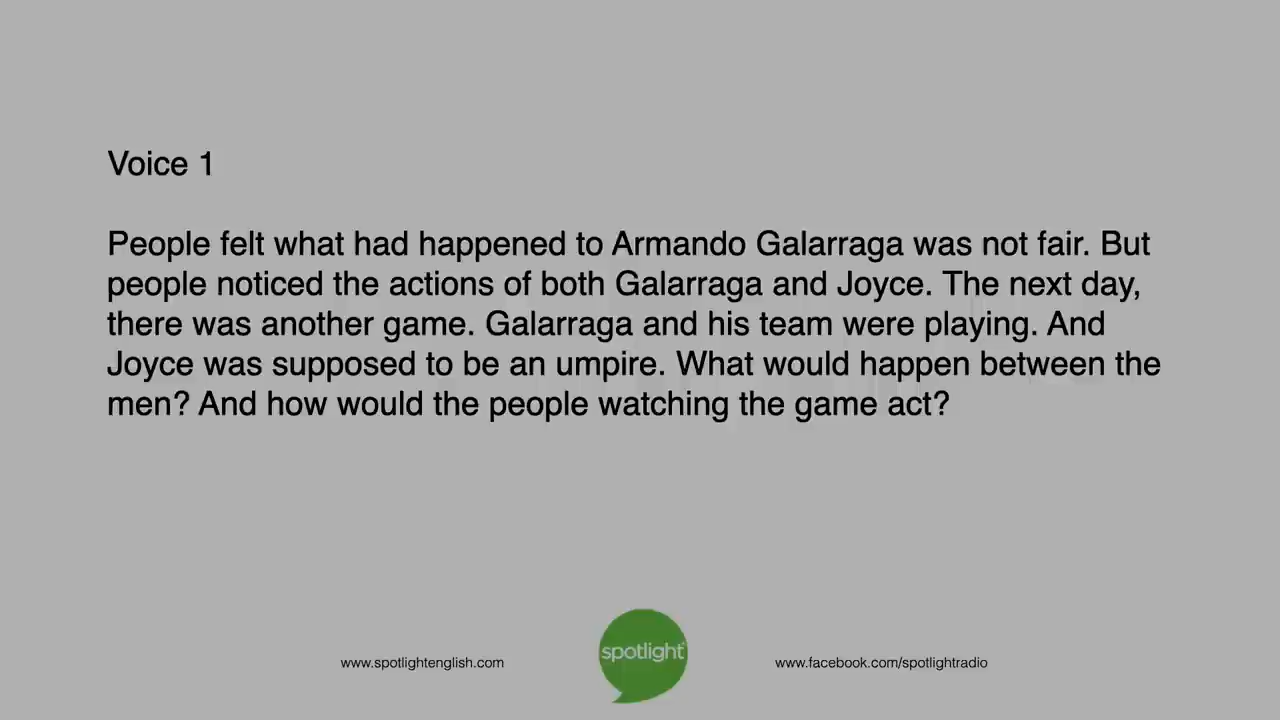 Voice 1
People felt what had happened to Armando Galarraga was not fair. But
people noticed the actions of both Galarraga and Joyce. The next day,
there was another game. Galarraga and his team were playing. And
Joyce was supposed to be an umpire. What would happen between the
men? And how would the people watching the game act?
www.spotlightenglish.com
spotlight
www.facebook.com/spotlightradio